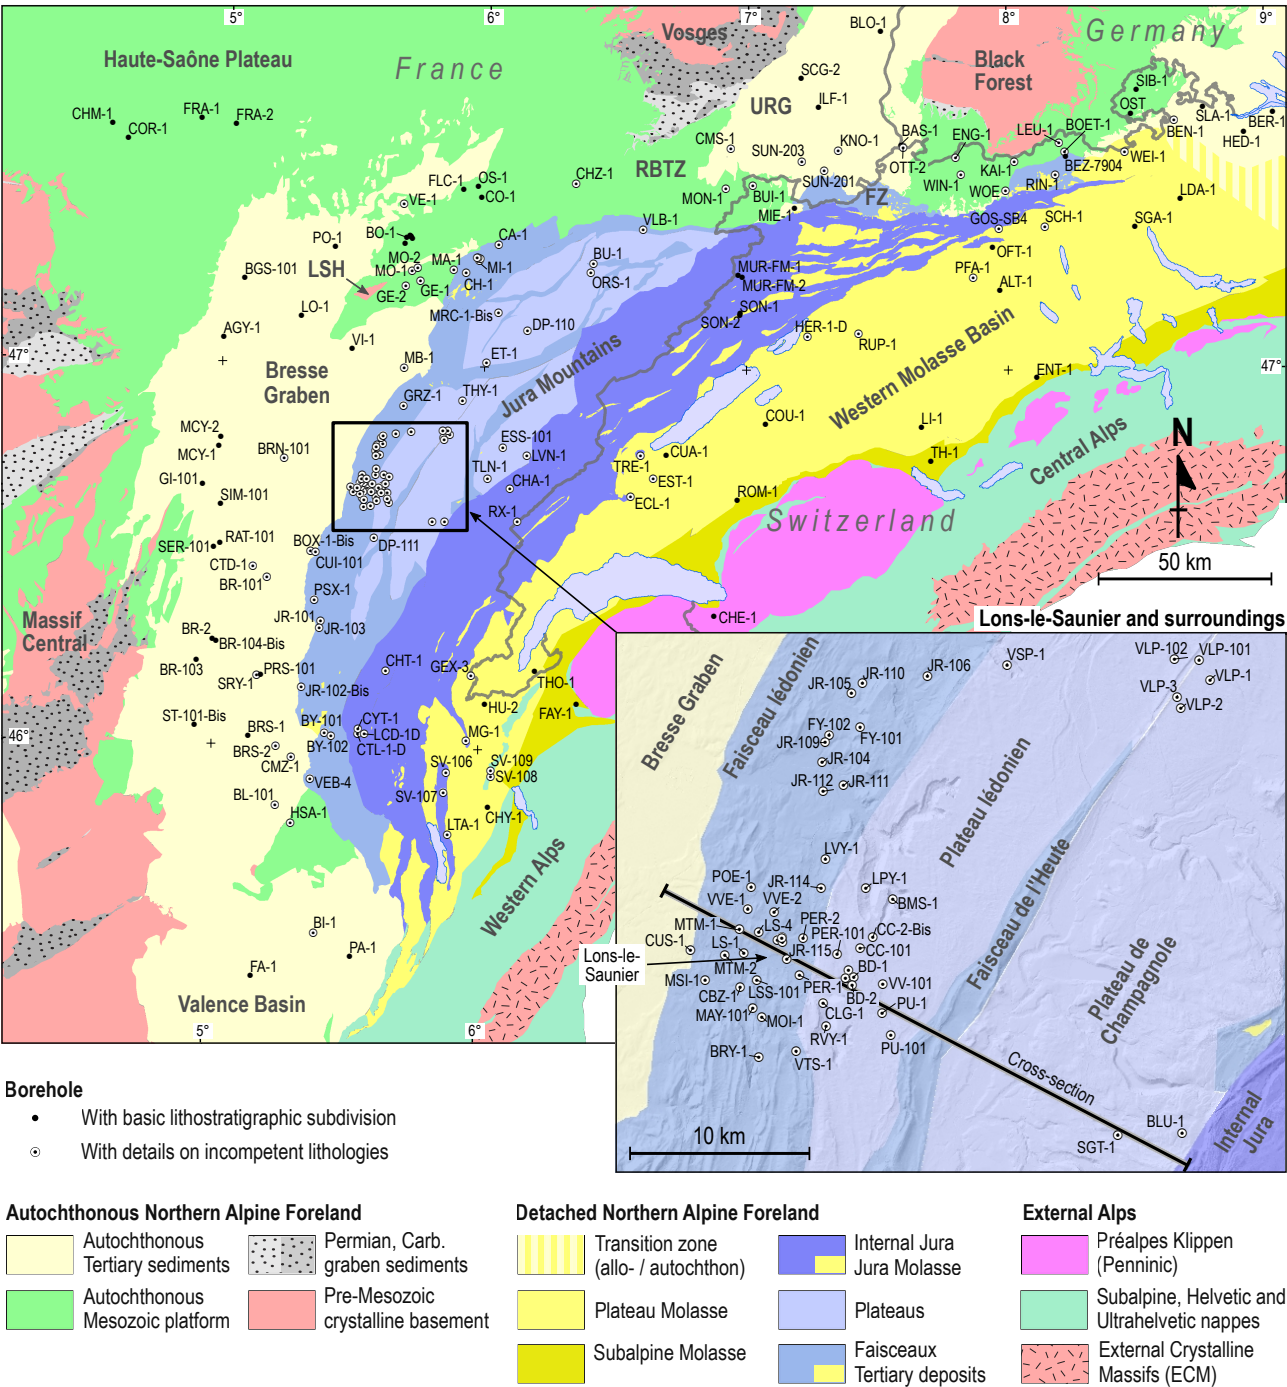 5°
6°
7°
8°
9°
Haute-Saône Plateau
France
Vosges
BLO-1
Germany
Black
Forest
SCG-2
ILF-1
URG
SIB-1
OST
SLA-1
BER-1
BEN-1
HED-1
CHM-1
COR-1
FRA-1
FRA-2
CMS-1
KNO-1
BAS-1
ENG-1
LEU-1
BOET-1
SUN-203
OTT-2
KAI-1
BEZ-7904
WEI-1
RBTZ
SUN-201
WIN-1
WOE
RIN-1
LDA-1
FLC-1
OS-1
CO-1
CHZ-1
VE-1
MON-1
BUI-1
MIE-1
FZ
GOS-SB4
SCH-1
SGA-1
PO-1
BO-1
CA-1
VLB-1
OFT-1
LSH
MO-2
MO-1
MA-1
MI-1
BU-1
ORS-1
BGS-101
GE-2
GE-1
CH-1
MUR-FM-1
MUR-FM-2
PFA-1
ALT-1
LO-1
MRC-1-Bis
DP-110
SON-1
SON-2
HER-1-D
RUP-1
AGY-1
VI-1
47°
47°
Bresse
Graben
MB-1
ET-1
Jura Mountains
Western Molasse Basin
ENT-1
GRZ-1
THY-1
MCY-2
MCY-1
BRN-101
ESS-101
LVN-1
COU-1
LI-1
Central Alps
N
GI-101
TLN-1
CHA-1
TRE-1
CUA-1
EST-1
TH-1
SIM-101
RX-1
ECL-1
ROM-1
Switzerland
RAT-101
SER-101
BOX-1-Bis
CUI-101
DP-111
CTD-1
BR-101
PSX-1
50 km
Massif
Central
JR-101
JR-103
CHE-1
Lons-le-Saunier and surroundings
BR-2
BR-104-Bis
BR-103
PRS-101
SRY-1
CHT-1
GEX-3
THO-1
JR-102-Bis
HU-2
FAY-1
ST-101-Bis
BRS-1
BY-101
CYT-1
LCD-1D
MG-1
46°
BRS-2
BY-102
CTL-1-D
CMZ-1
SV-106
SV-109
SV-108
VEB-4
SV-107
BL-101
HSA-1
CHY-1
LTA-1
Western Alps
BI-1
PA-1
FA-1
Valence Basin
5°
6°
Bresse Graben
Faisceau lédonien
VSP-1
VLP-102
VLP-101
JR-110
JR-106
JR-105
VLP-1
VLP-3
VLP-2
FY-102
FY-101
JR-109
JR-104
JR-112
JR-111
Plateau lédonien
LVY-1
Faisceau de l'Heute
POE-1
JR-114
LPY-1
VVE-1
VVE-2
BMS-1
MTM-1
LS-4
PER-2
PER-101
CC-2-Bis
CUS-1
LS-1
CC-101
Lons-le-
Saunier
JR-115
MTM-2
BD-1
Plateau de
Champagnole
MSI-1
CBZ-1
LSS-101
PER-1
VV-101
BD-2
PU-1
MAY-101
MOI-1
CLG-1
RVY-1
PU-101
BRY-1
VTS-1
Cross-section
10 km
SGT-1
BLU-1
Internal
Jura
Borehole
With basic lithostratigraphic subdivision
With details on incompetent lithologies
Autochthonous Northern Alpine Foreland
Autochthonous
Tertiary sediments
Permian, Carb.
graben sediments
Autochthonous
Mesozoic platform
Pre-Mesozoic
crystalline basement
Detached Northern Alpine Foreland
Transition zone
(allo- / autochthon)
Internal Jura
Jura Molasse
Plateau Molasse
Plateaus
Subalpine Molasse
Faisceaux
Tertiary deposits
External Alps
Préalpes Klippen
(Penninic)
Subalpine, Helvetic and
Ultrahelvetic nappes
External Crystalline
Massifs (ECM)